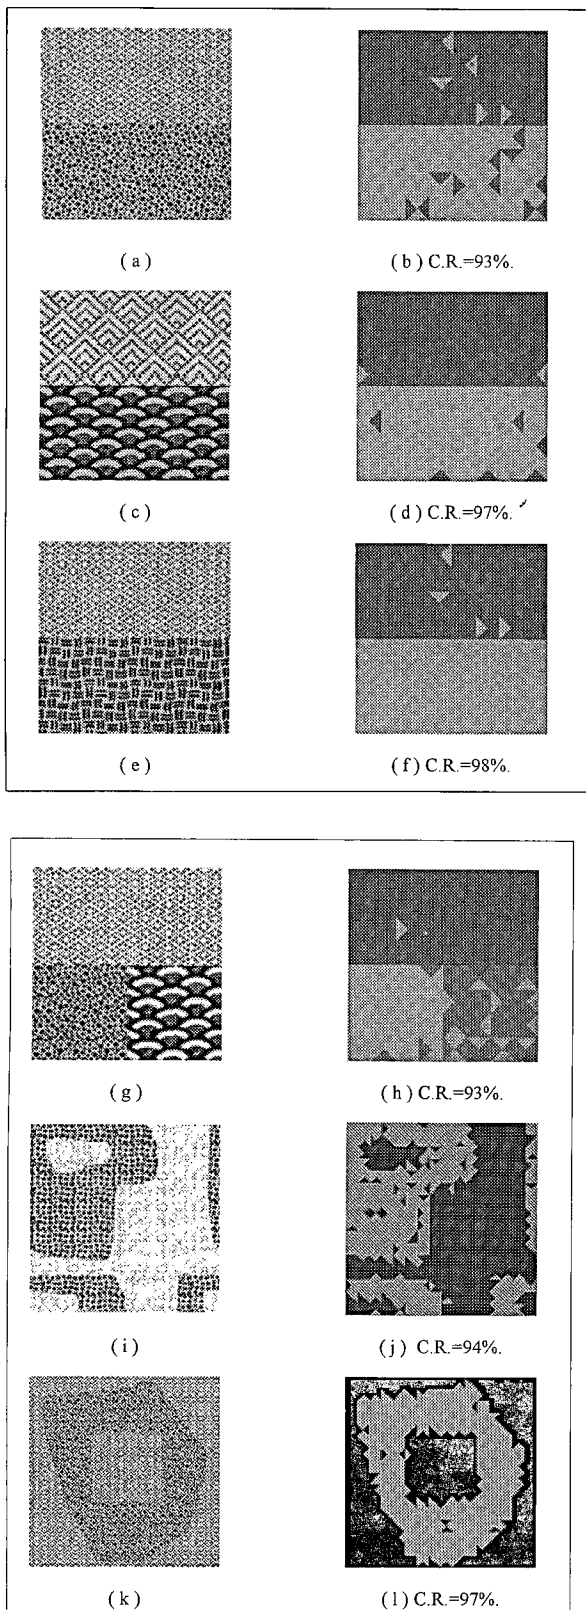 ( a )
( b ) C.R.=93%.
( c )
( d ) C.R.=97%.
( e )
( f ) C.R.=98%.
( g )
( h ) C.R.=93%.
( i )
( j ) C.R.=94%.
( k )
( l ) C.R.=97%.